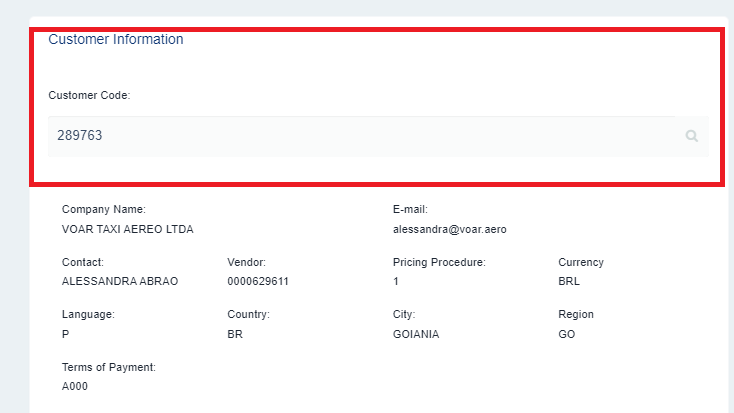 Customer Information
Customer Code:
289763
Company Name: E-mail:
VOAR TAXI AEREO LTDA alessandra@voar.aero
Contact: Vendor: Pricing Procedure: Currency
ALESSANDRA ABRAO 0000629611 1 BRL
Language: Country: City: Region
P BR GOIANIA GO
Terms of Payment:
A000